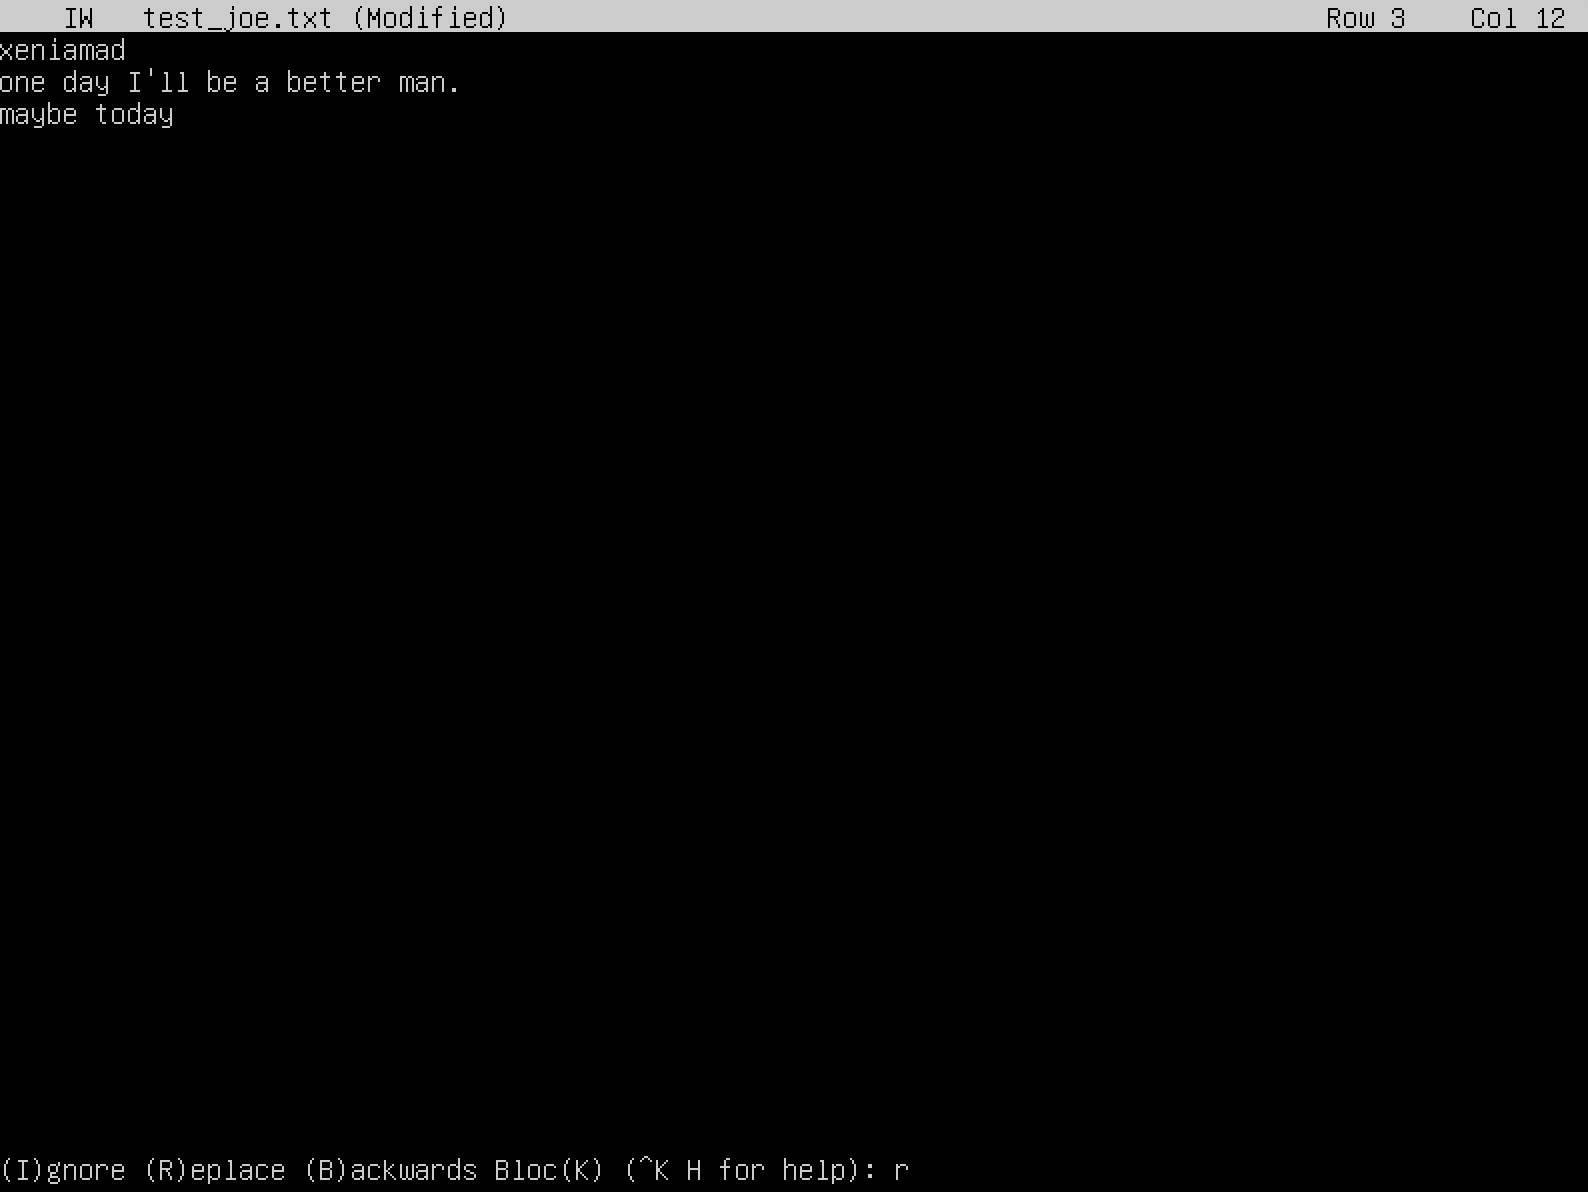 IW test_joe.txt (Modified) Row 3 Col 12
xeniamad
one day I'll be a better man.
maybe today
(I)gnore (R)eplace (B)ackwards Bloc(K) (^K H for help): r